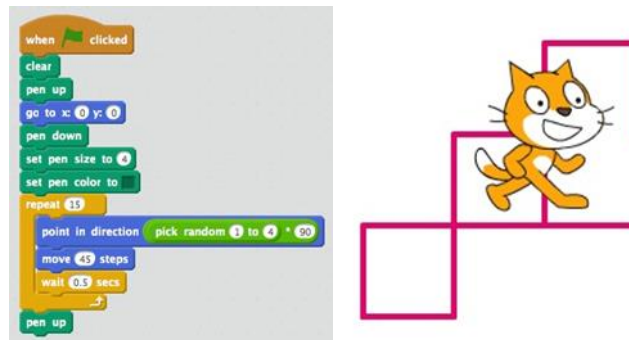 when clicked
clear
pen up
go to x: 0 y: 0
pen down
set pen size to 4
set pen color to
repeat 15
point in direction pick random 1 to 4 * 90
move 45 steps
wait 0.5 secs
pen up